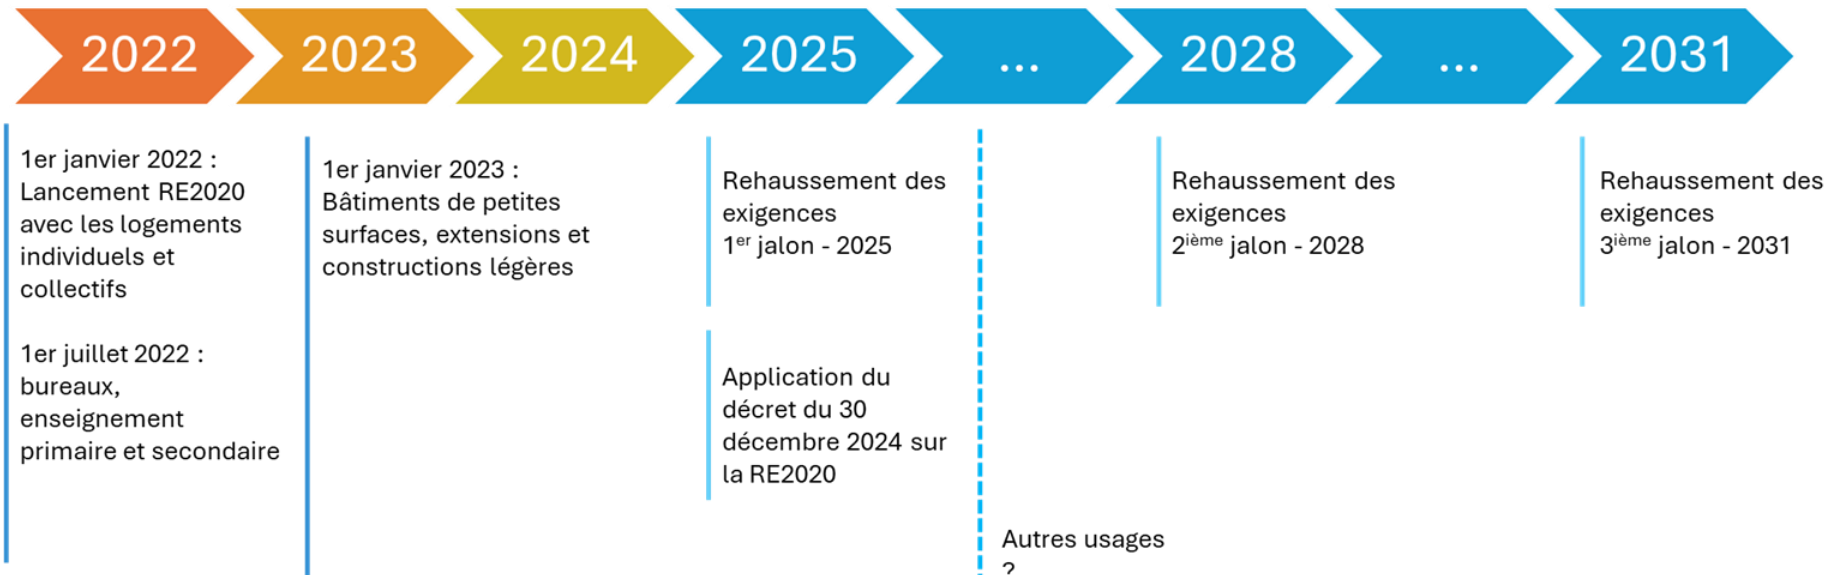 2022
2023
2024
2025
...
2028
...
2031
1er janvier 2022 :
Lancement RE2020
avec les logements
individuels et
collectifs
1er juillet 2022 :
bureaux,
enseignement
primaire et secondaire
1er janvier 2023 :
Bâtiments de petites
surfaces, extensions et
constructions légères
Rehaussement des
exigences
1er jalon - 2025
Application du
décret du 30
décembre 2024 sur
la RE2020
Autres usages
?
Rehaussement des
exigences
2ième jalon - 2028
Rehaussement des
exigences
3ième jalon - 2031